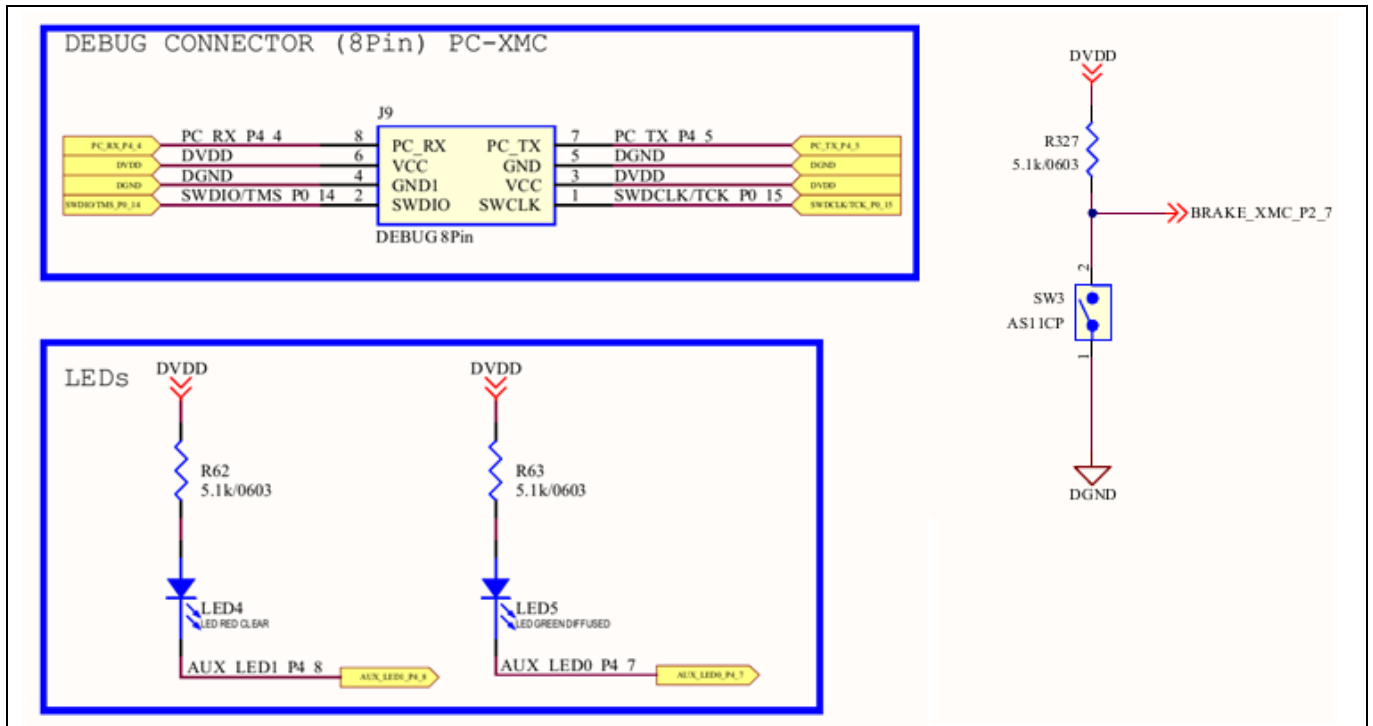 DEBUG CONNECTOR (8Pin) PC-XMC
J9
PC_RX_P4_4 PC_RX_P4_4 8 PC_RX PC_TX 7 PC_TX_P4_5 PC_TX_P4_5
DVDD DVDD 6 VCC GND 5 DGND DGND
DGND DGND 4 GND1 VCC 3 DVDD DVDD
SWDIO/TMS_P0_14 SWDIO/TMS_P0_14 2 SWDIO SWCLK 1 SWDCLK/TCK_P0_15 SWDCLK/TCK_P0_15
DEBUG 8Pin
DVDD
R327
5.1k/0603
BRAKE_XMC_P2_7
2
SW3
AS11CP
1
DGND
LEDs
DVDD
R62
5.1k/0603
LED4
LED RED CLEAR
AUX_LED1_P4_8
AUX_LED1_P4_8
DVDD
R63
5.1k/0603
LED5
LED GREEN DIFFUSED
AUX_LED0_P4_7
AUX_LED0_P4_7